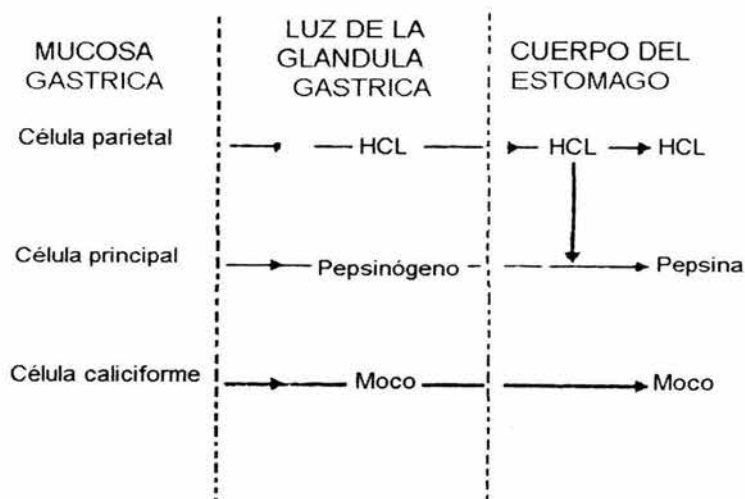 MUCOSA
GASTRICA
LUZ DE LA
GLANDULA
GASTRICA
CUERPO DEL
ESTOMAGO
Célula parietal
HCL
HCL
HCL
Célula principal
Pepsinógeno
Pepsina
Célula caliciforme
Moco
Moco